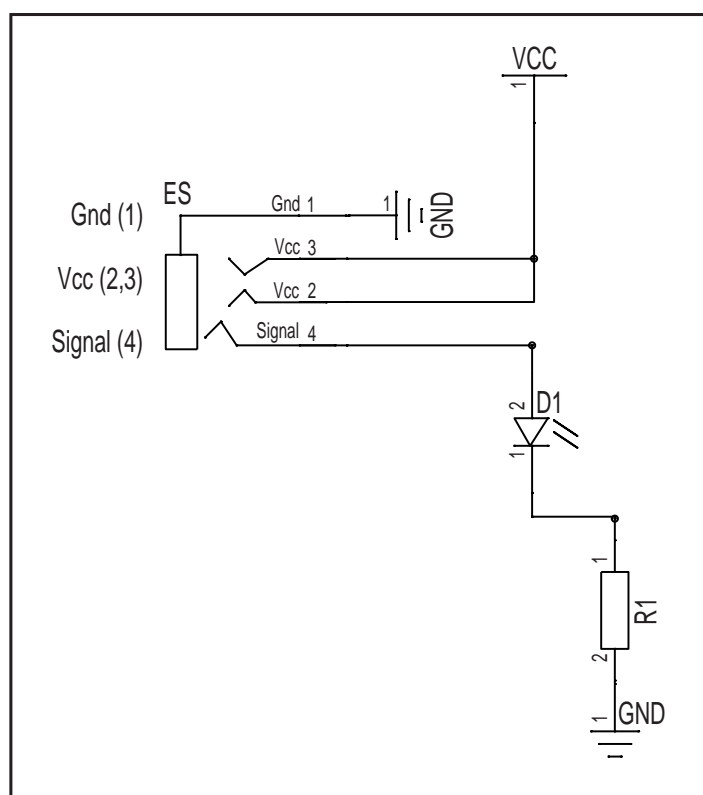 VCC
1
ES
Gnd (1)
Gnd 1
1
GND
Vcc 3
Vcc (2,3)
Vcc 2
Signal (4)
Signal 4
2
D1
1
1
R1
2
1
GND